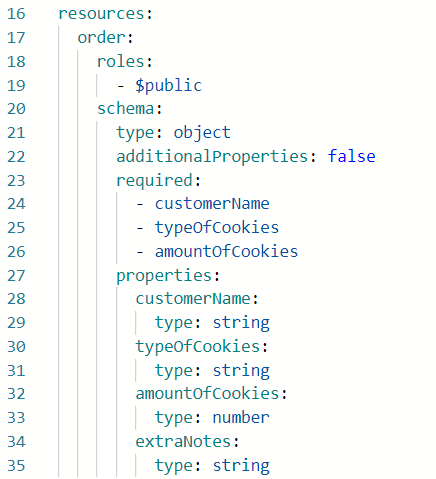 16 resources:
17 order:
18 roles:
19 - $public
20 schema:
21 type: object
22 additionalProperties: false
23 required:
24 - customerName
25 - typeOfCookies
26 - amountOfCookies
27 properties:
28 customerName:
29 type: string
30 typeOfCookies:
31 type: string
32 amountOfCookies:
33 type: number
34 extraNotes:
35 type: string